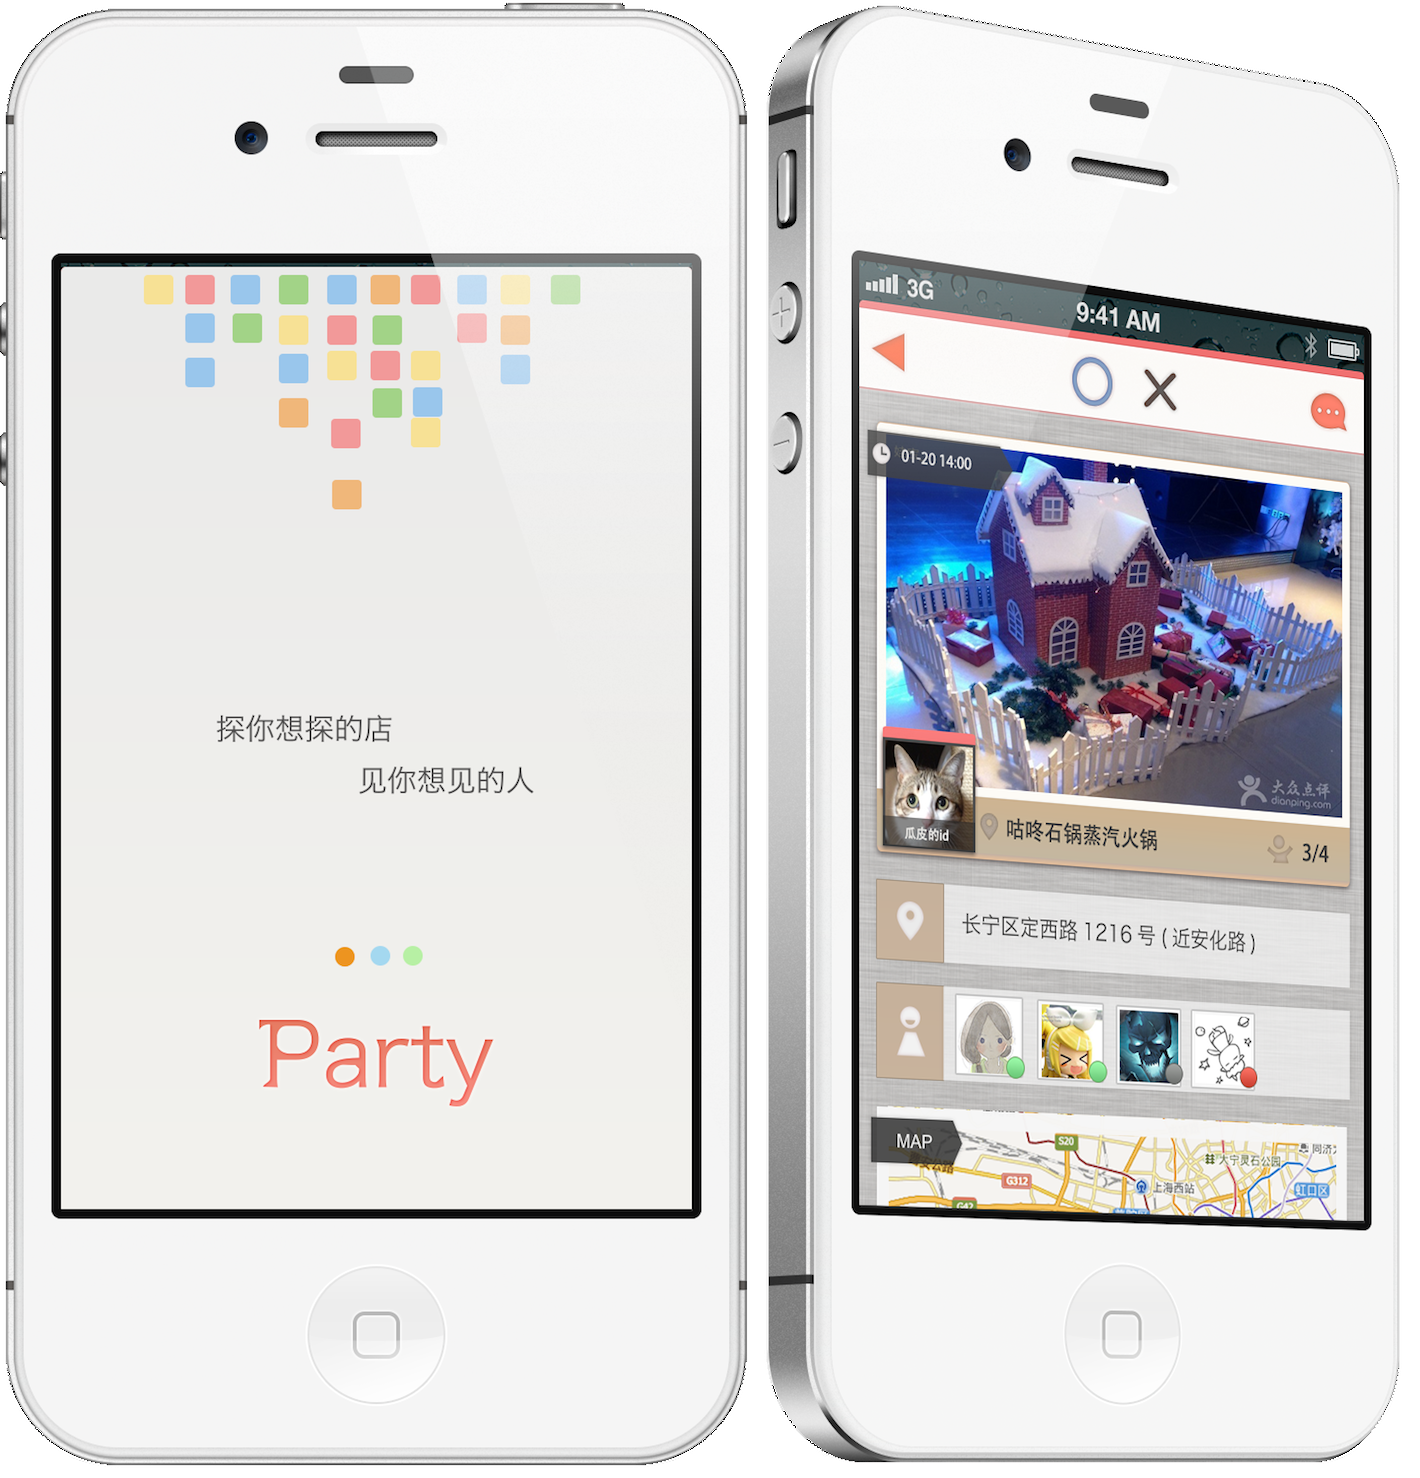 探你想探的店
见你想见的人
Party
3G
9:41 AM
01-20 14:00
大众点评
dianping.com
瓜皮的id
咕咚石锅蒸汽火锅
3/4
长宁区定西路 1216 号 ( 近安化路 )
MAP
S20
同济
大宁灵石公园
G312
上海西站
虹口区
G42